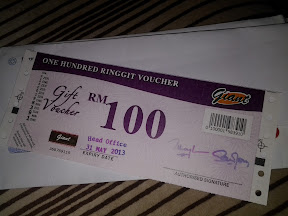 ONE HUNDRED RINGGIT VOUCHER
Giant
Gift
Voucher
RM 100
Giant
Head Office
31 MAY 2013
EXPIRY DATE
AUTHORISED SIGNATURE